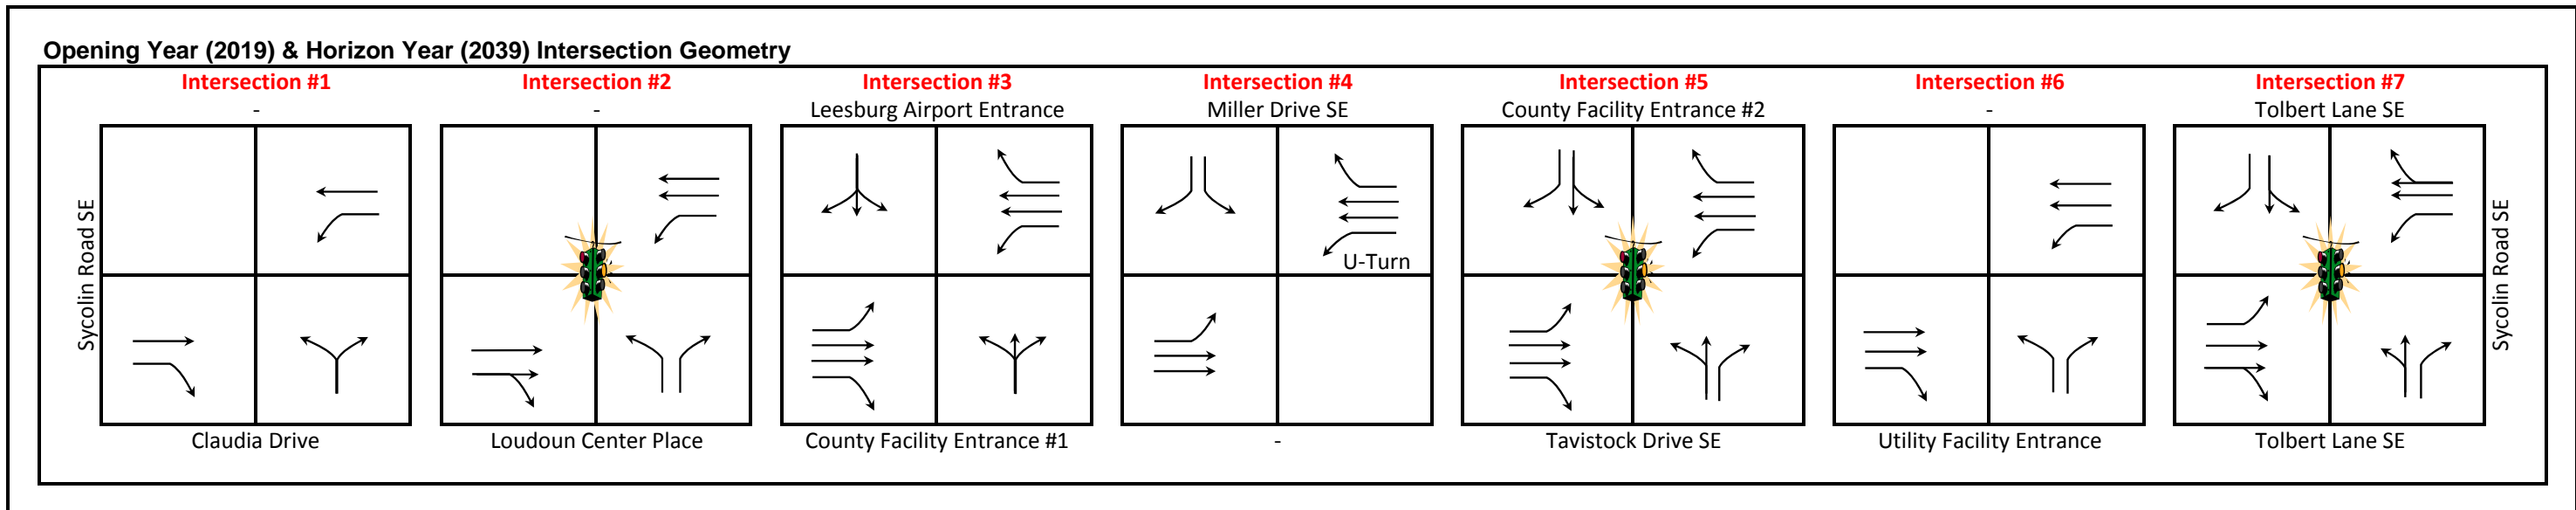 Opening Year (2019) & Horizon Year (2039) Intersection Geometry
Intersection #1
Intersection #2
Intersection #3
Intersection #4
Intersection #5
Intersection #6
Intersection #7
-
-
Leesburg Airport Entrance
Miller Drive SE
County Facility Entrance #2
-
Tolbert Lane SE
Sycolin Road SE
U-Turn
Sycolin Road SE
Claudia Drive
Loudoun Center Place
County Facility Entrance #1
-
Tavistock Drive SE
Utility Facility Entrance
Tolbert Lane SE